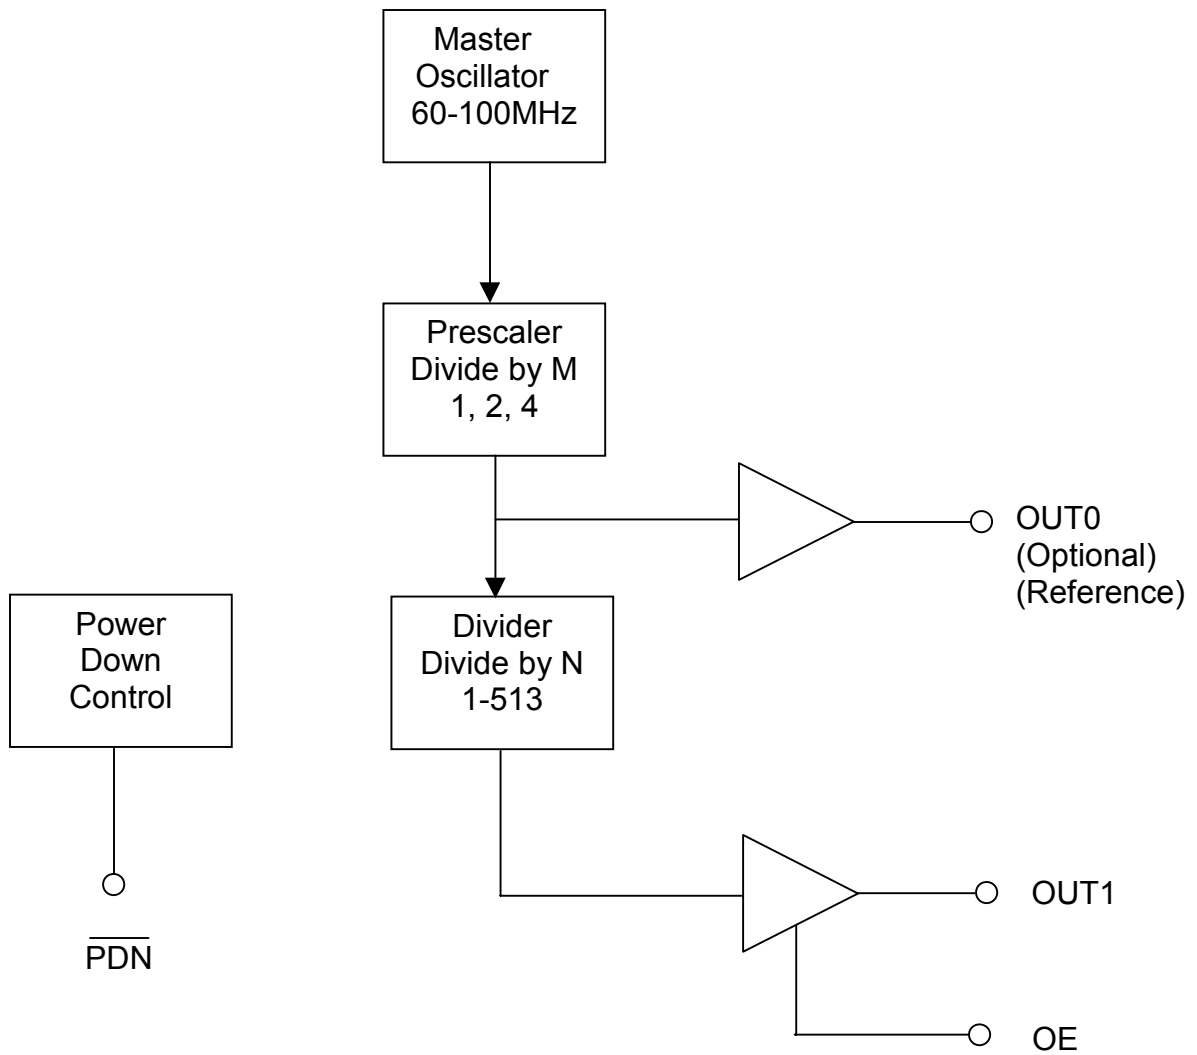 Master
Oscillator
60-100MHz
Prescaler
Divide by M
1, 2, 4
OUT0
(Optional)
(Reference)
Power
Down
Control
Divider
Divide by N
1-513
OUT1
PDN
OE